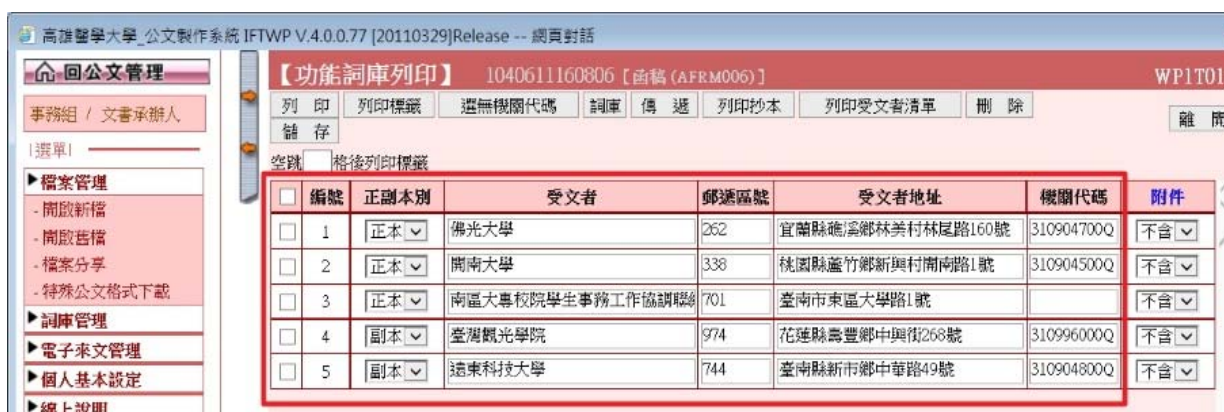 高雄醫學大學_公文製作系統 IFTWP V.4.0.0.77 [20110329]Release -- 網頁對話
回公文管理
事務組 / 文書承辦人
|選單|
檔案管理
- 開啟新檔
- 開啟舊檔
- 檔案分享
- 特殊公文格式下載
詞庫管理
電子來文管理
個人基本設定
線上說明
【功能詞庫列印】 1040611160806 [函稿(AFRM006)] WP1T01
列 印 列印標籤 選無機關代碼 詞庫 傳 遞 列印抄本 列印受文者清單 刪 除
儲 存 離 開
空跳 格後列印標籤
編號 正副本別 受文者 郵遞區號 受文者地址 機關代碼 附件
1 正本 佛光大學 262 宜蘭縣礁溪鄉林美村林尾路160號 310904700Q 不含
2 正本 開南大學 338 桃園縣蘆竹鄉新興村開南路1號 310904500Q 不含
3 正本 南區大專校院學生事務工作協調聯 701 臺南市東區大學路1號 不含
4 副本 臺灣觀光學院 974 花蓮縣壽豐鄉中興街268號 310996000Q 不含
5 副本 遠東科技大學 744 臺南縣新市鄉中華路49號 310904800Q 不含